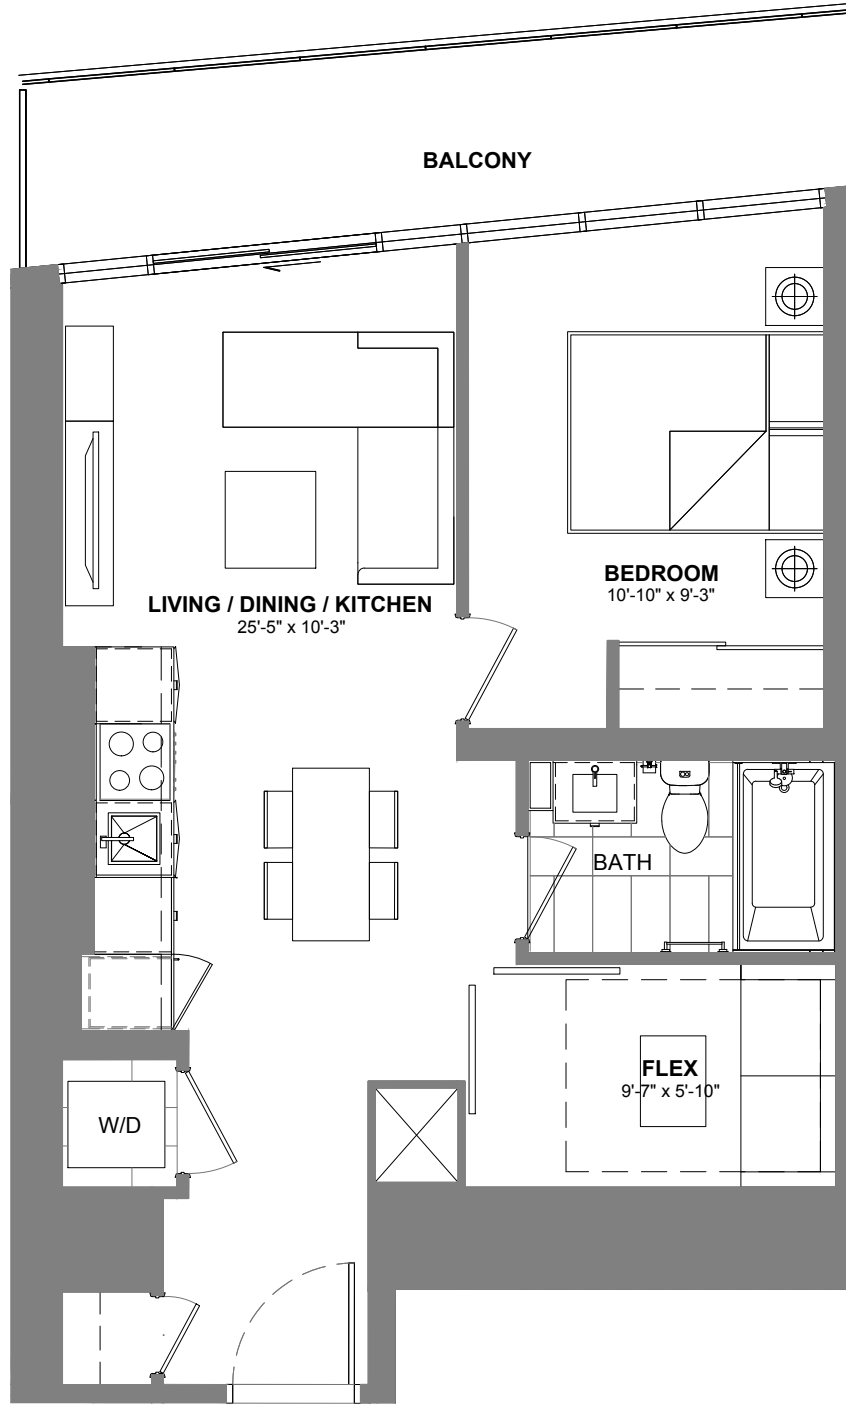 BALCONY
BEDROOM
10'-10" x 9'-3"
LIVING / DINING / KITCHEN
25'-5" x 10'-3"
BATH
FLEX
9'-7" x 5'-10"
W/D